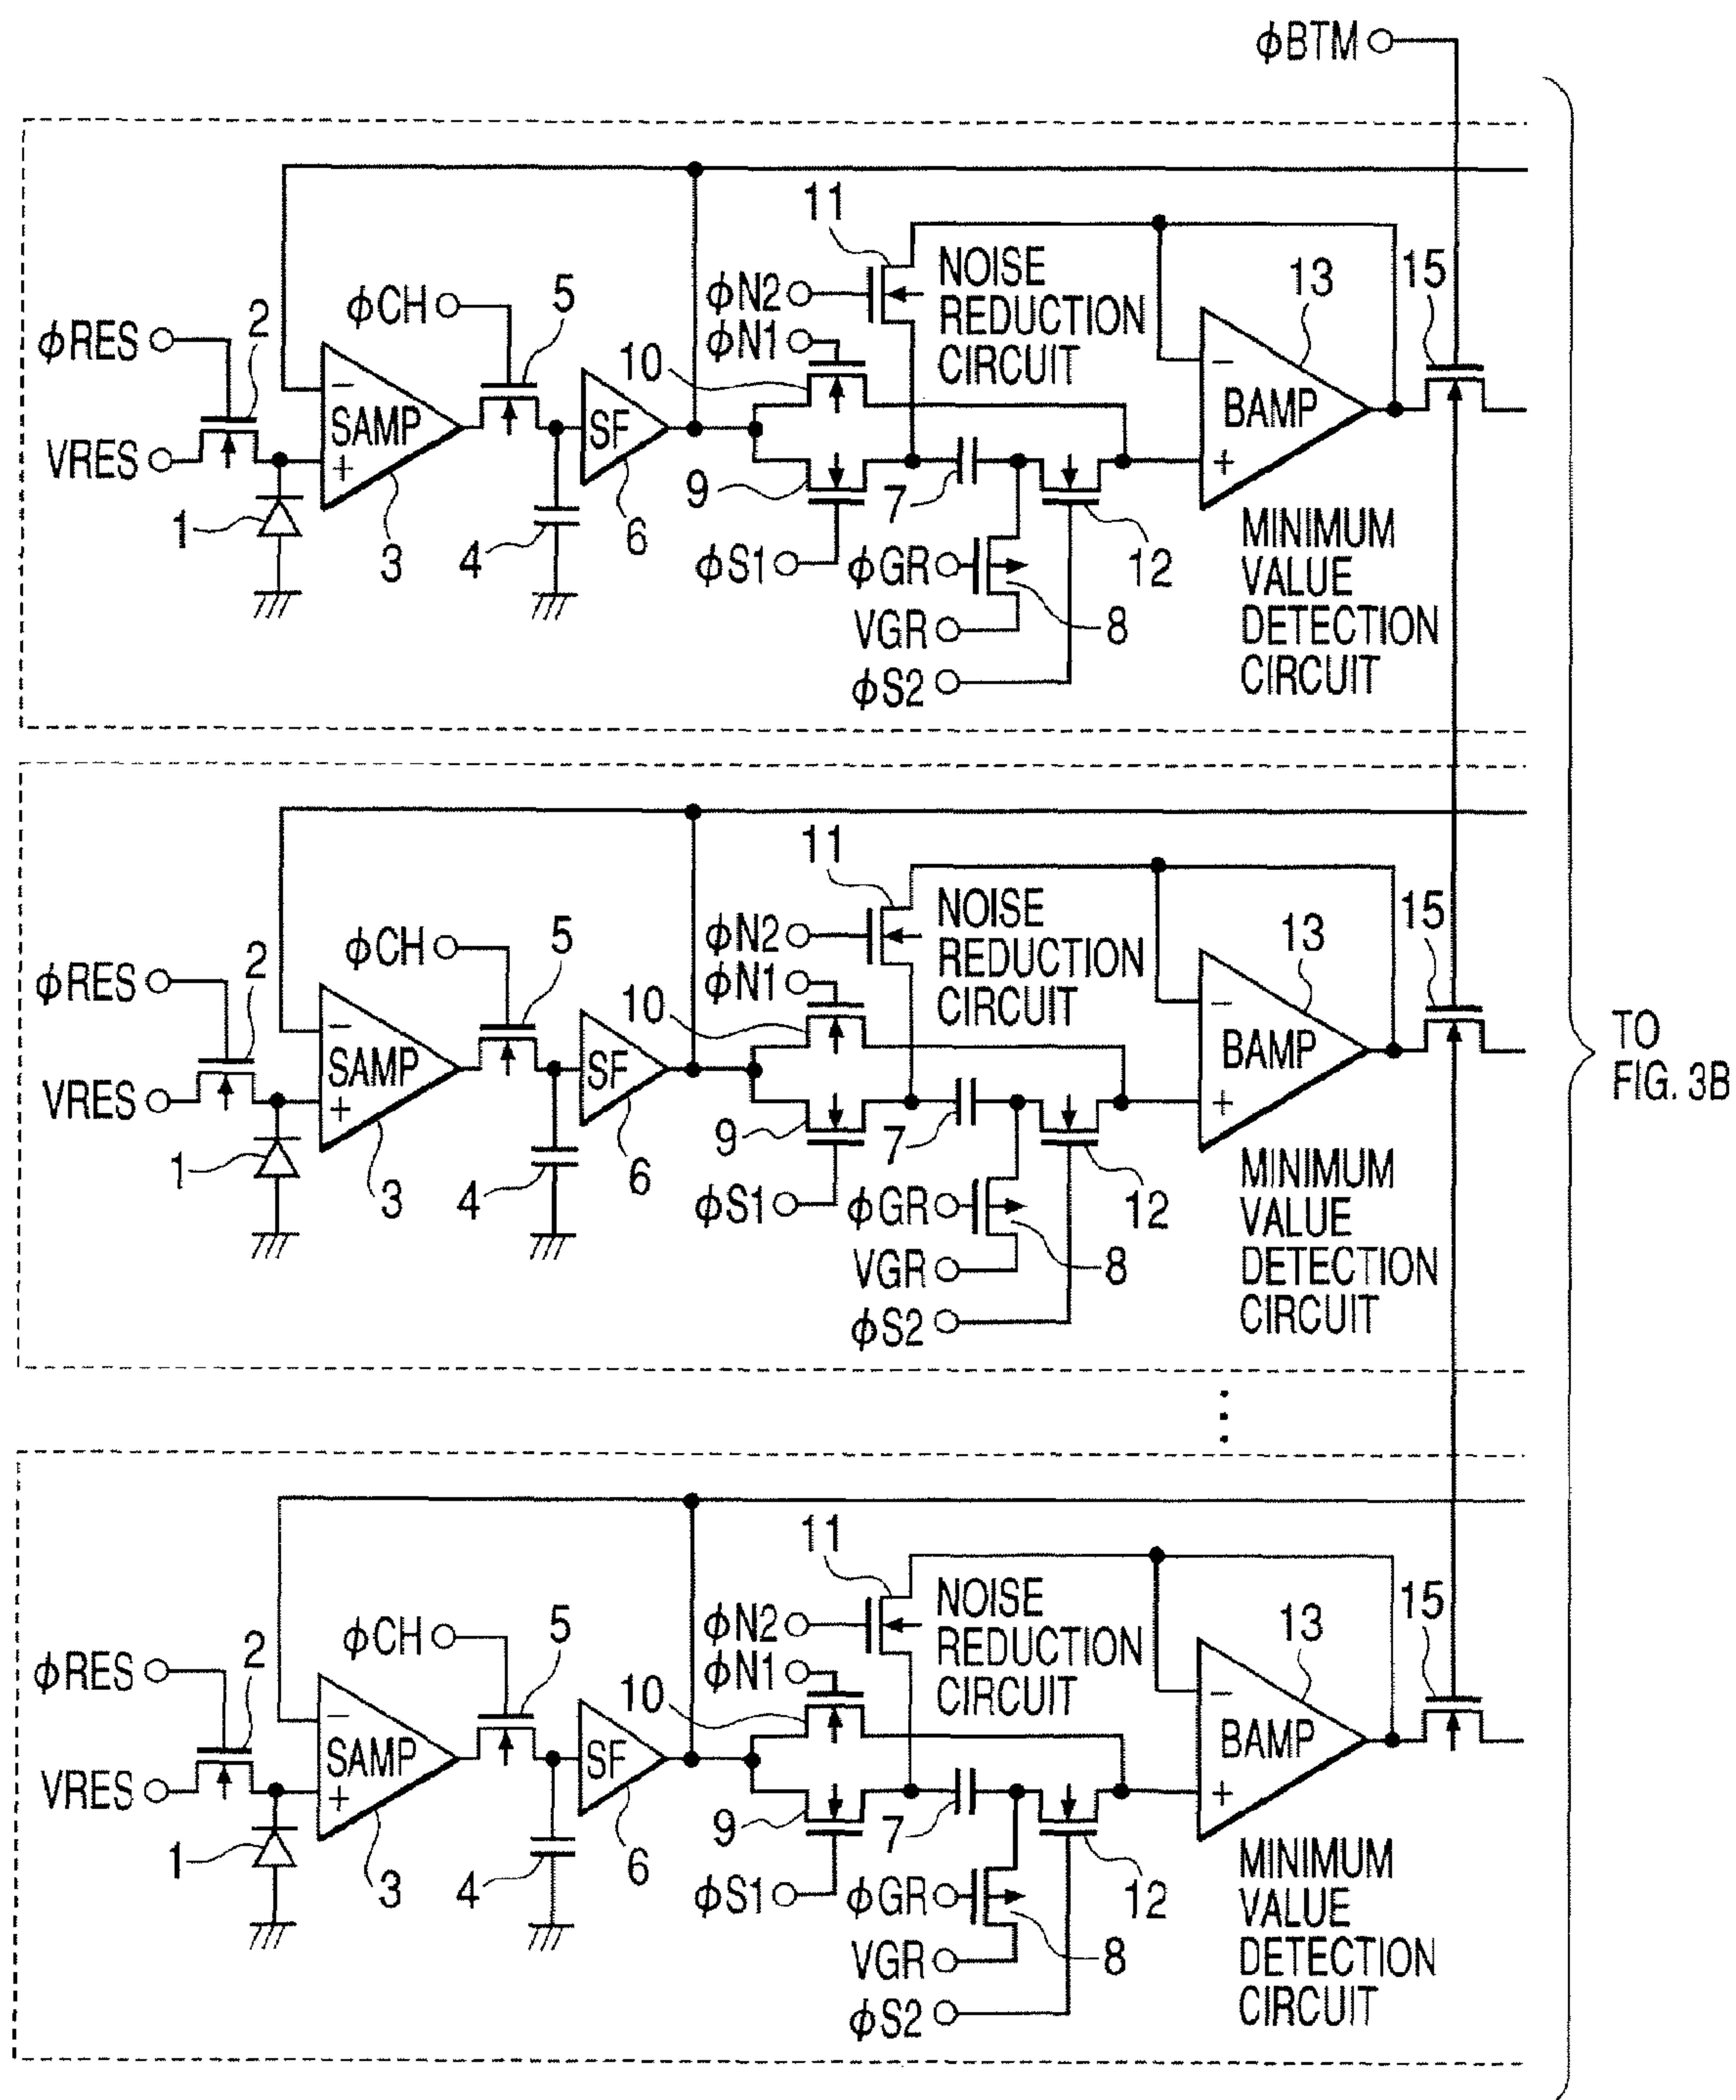 ϕBTM
11
NOISE
REDUCTION
CIRCUIT
ϕN2
ϕN1
13
15
2
ϕCH
5
ϕRES
10
−
SAMP
+
SF
BAMP
−
+
VRES
9
7
1
3
4
6
ϕS1
ϕGR
12
VGR
8
ϕS2
MINIMUM
VALUE
DETECTION
CIRCUIT
11
NOISE
REDUCTION
CIRCUIT
ϕN2
ϕN1
13
15
2
ϕCH
5
ϕRES
10
−
SAMP
+
SF
BAMP
−
+
VRES
9
7
1
3
4
6
ϕS1
ϕGR
12
VGR
8
ϕS2
MINIMUM
VALUE
DETECTION
CIRCUIT
TO
FIG. 3B
11
NOISE
REDUCTION
CIRCUIT
ϕN2
ϕN1
13
15
2
ϕCH
5
ϕRES
10
−
SAMP
+
SF
BAMP
−
+
VRES
9
7
1
3
4
6
ϕS1
ϕGR
12
VGR
8
ϕS2
MINIMUM
VALUE
DETECTION
CIRCUIT